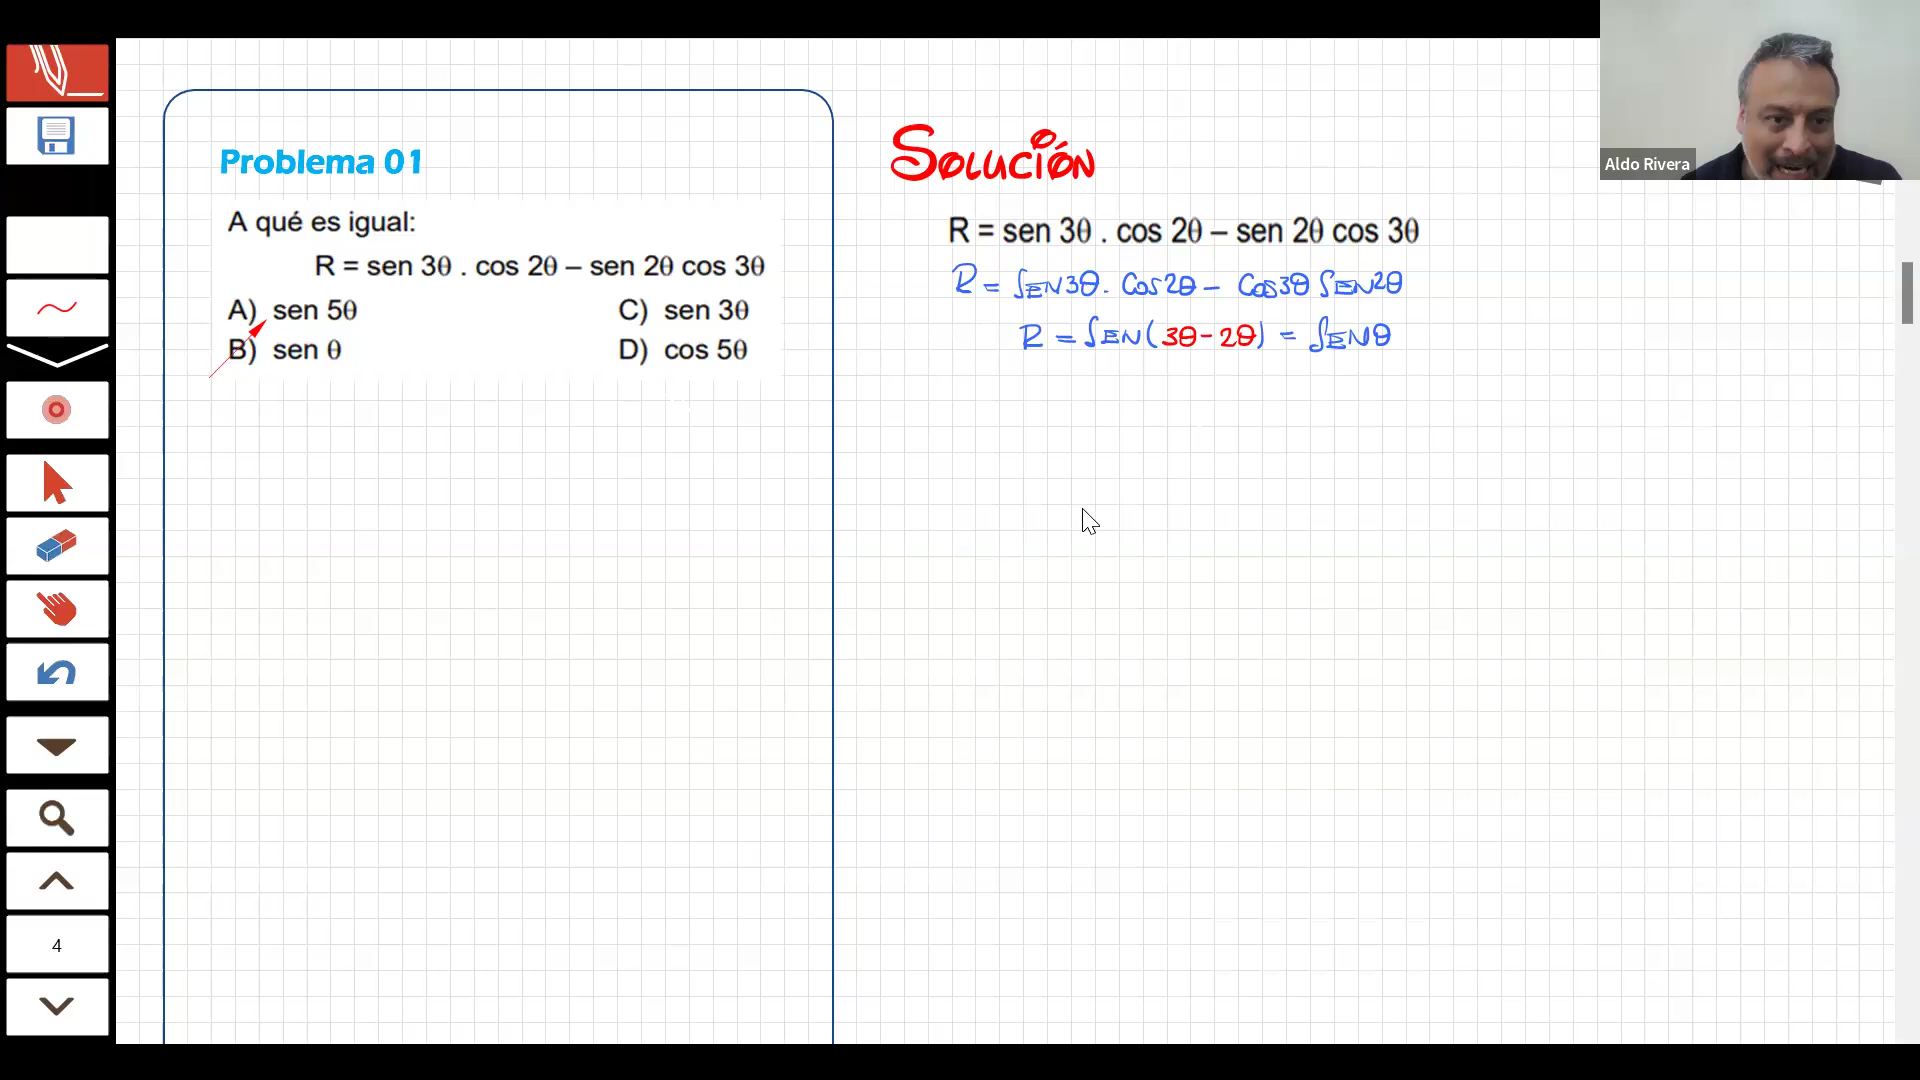 Problema 01
A qué es igual:
R = sen 3θ . cos 2θ – sen 2θ cos 3θ
A) sen 5θ
C) sen 3θ
B) sen θ
D) cos 5θ
SOLUCIÓN
R = sen 3θ . cos 2θ – sen 2θ cos 3θ
R = SEN3θ. COS2θ - COS3θ SEN2θ
R = SEN(3θ-2θ) = SENθ
Aldo Rivera
4